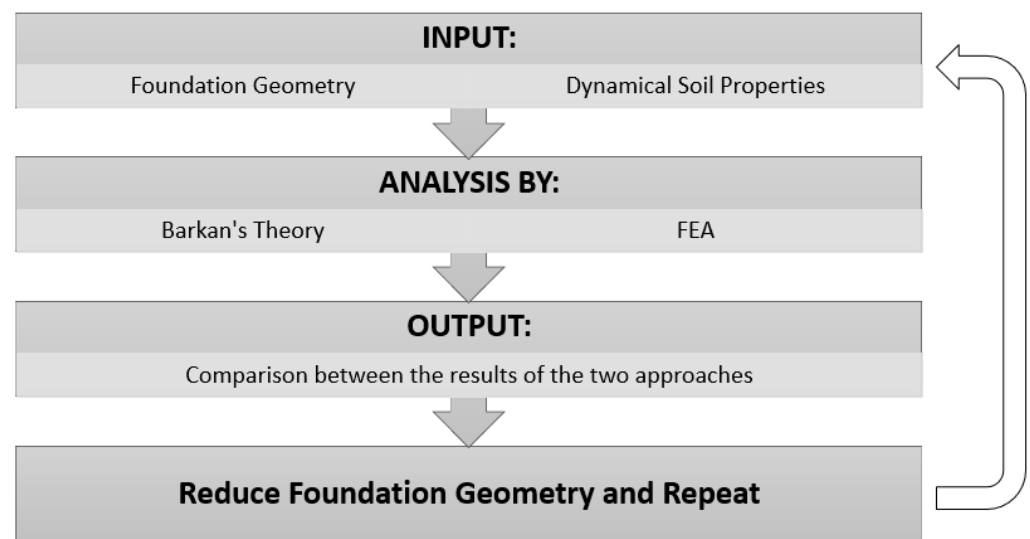 INPUT:
Foundation Geometry
Dynamical Soil Properties
ANALYSIS BY:
Barkan's Theory
FEA
OUTPUT:
Comparison between the results of the two approaches
Reduce Foundation Geometry and Repeat